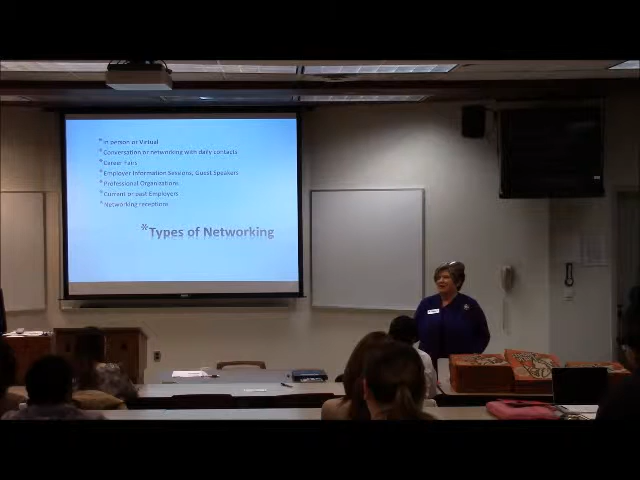 *In person or Virtual
*Conversation or networking with daily contacts
*Career Fairs
*Employer Information Sessions, Guest Speakers
*Professional Organizations
*Current or past Employers
*Networking receptions
*Types of Networking